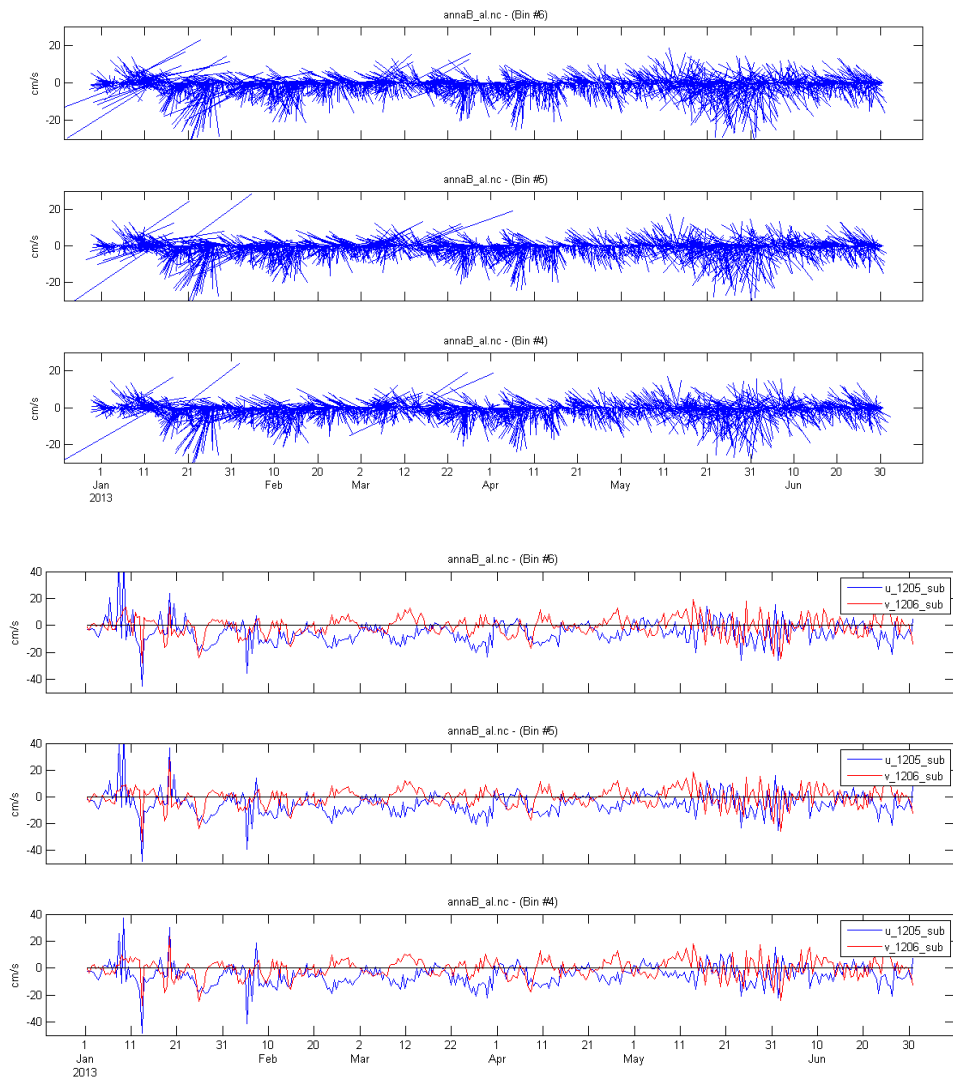 annaB_al.nc - (Bin #6)
20
0
-20
cm/s
annaB_al.nc - (Bin #5)
20
0
-20
cm/s
annaB_al.nc - (Bin #4)
20
0
-20
cm/s
1 11 21 31 10 20 2 12 22 1 11 21 1 11 21 31 10 20 30
Jan Feb Mar Apr May Jun
2013
annaB_al.nc - (Bin #6)
40
20
0
-20
-40
cm/s
u_1205_sub
v_1206_sub
annaB_al.nc - (Bin #5)
40
20
0
-20
-40
cm/s
u_1205_sub
v_1206_sub
annaB_al.nc - (Bin #4)
40
20
0
-20
-40
cm/s
u_1205_sub
v_1206_sub
1 11 21 31 10 20 2 12 22 1 11 21 1 11 21 31 10 20 30
Jan Feb Mar Apr May Jun
2013